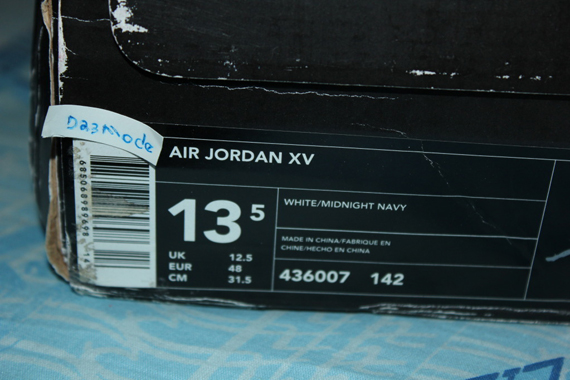 DazMode
AIR JORDAN XV
13 5
UK 12.5
EUR 48
CM 31.5
WHITE/MIDNIGHT NAVY
MADE IN CHINA/FABRIQUE EN
CHINE/HECHO EN CHINA
436007 142